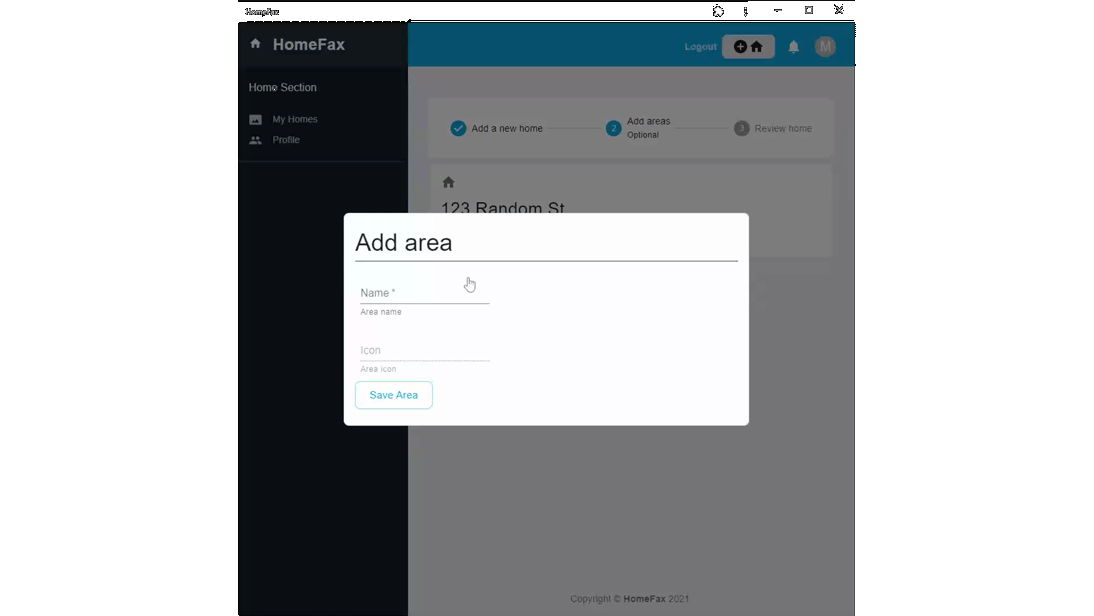 HomeFax
HomeFax
Logout
M
Home Section
My Homes
Profile
Add a new home
2
Add areas
Optional
3
Review home
123 Random St
Add area
Name *
Area name
Icon
Area icon
Save Area
Copyright © HomeFax 2021